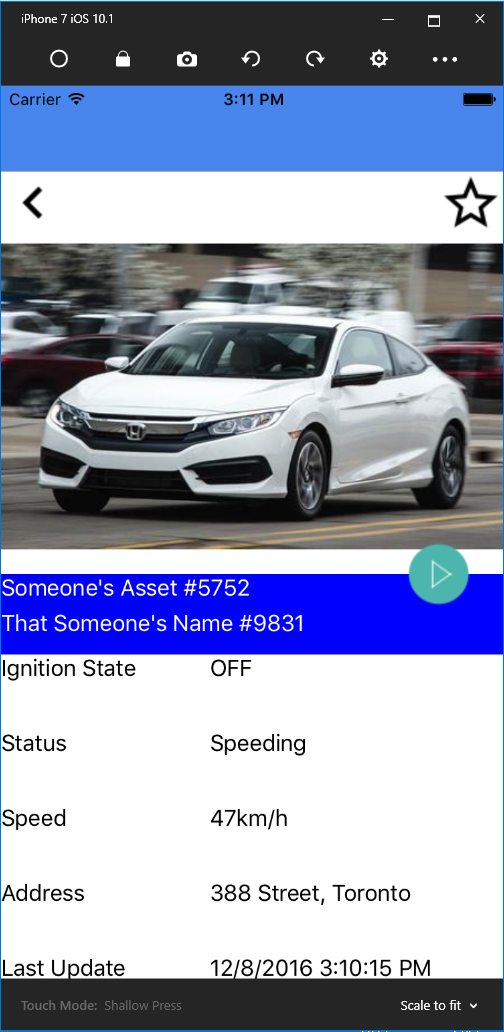 iPhone 7 iOS 10.1
Carrier 3:11 PM
Someone's Asset #5752
That Someone's Name #9831
Ignition State OFF
Status Speeding
Speed 47km/h
Address 388 Street, Toronto
Last Update 12/8/2016 3:10:15 PM
Touch Mode: Shallow Press Scale to fit